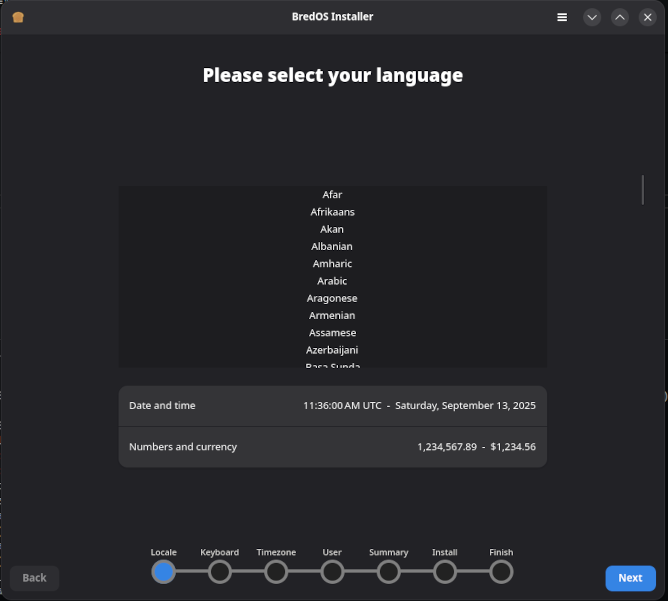 BredOS Installer
Please select your language
Afar
Afrikaans
Akan
Albanian
Amharic
Arabic
Aragonese
Armenian
Assamese
Azerbaijani
Basa Sunda
Date and time 11:36:00 AM UTC - Saturday, September 13, 2025
Numbers and currency 1,234,567.89 - $1,234.56
Locale Keyboard Timezone User Summary Install Finish
Back Next